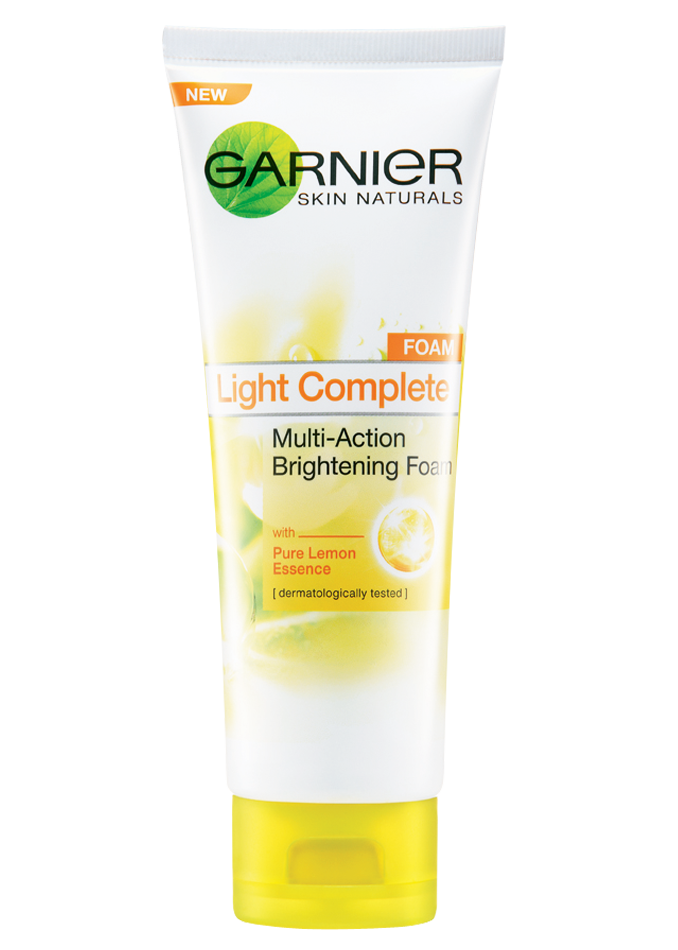 NEW
GARNIER
SKIN NATURALS
FOAM
Light Complete
Multi-Action
Brightening Foam
with
Pure Lemon
Essence
[ dermatologically tested ]